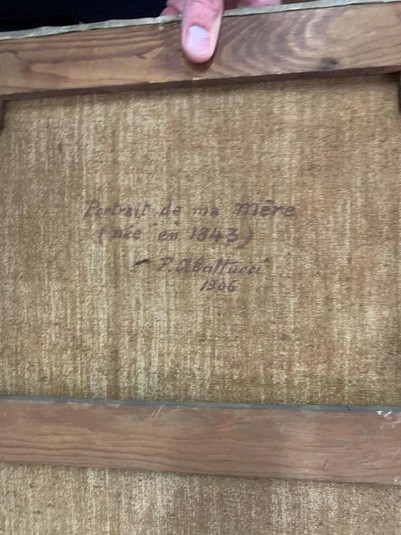 Portrait de ma Mère
(née en 1843)
– P. Abattucci
1906